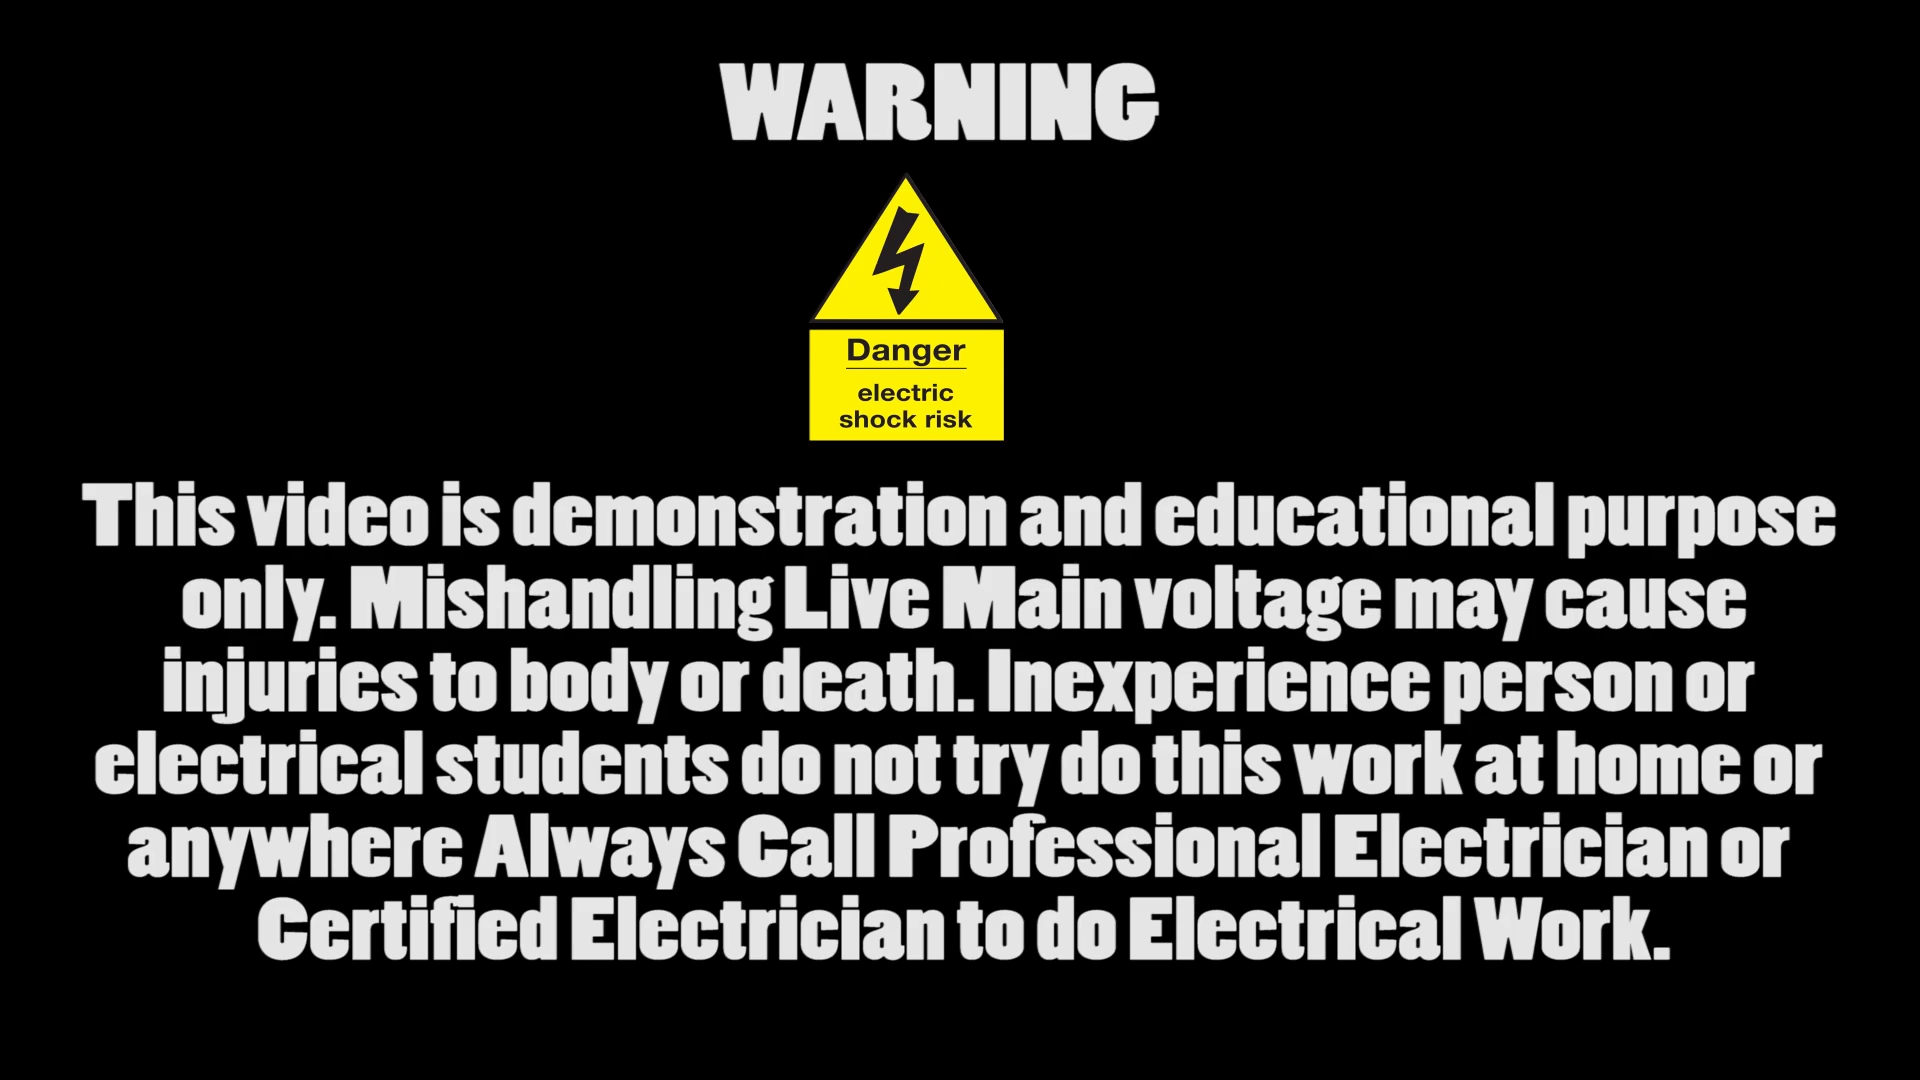 WARNING
Danger
electric
shock risk
This video is demonstration and educational purpose
only. Mishandling Live Main voltage may cause
injuries to body or death. Inexperience person or
electrical students do not try do this work at home or
anywhere Always Call Professional Electrician or
Certified Electrician to do Electrical Work.